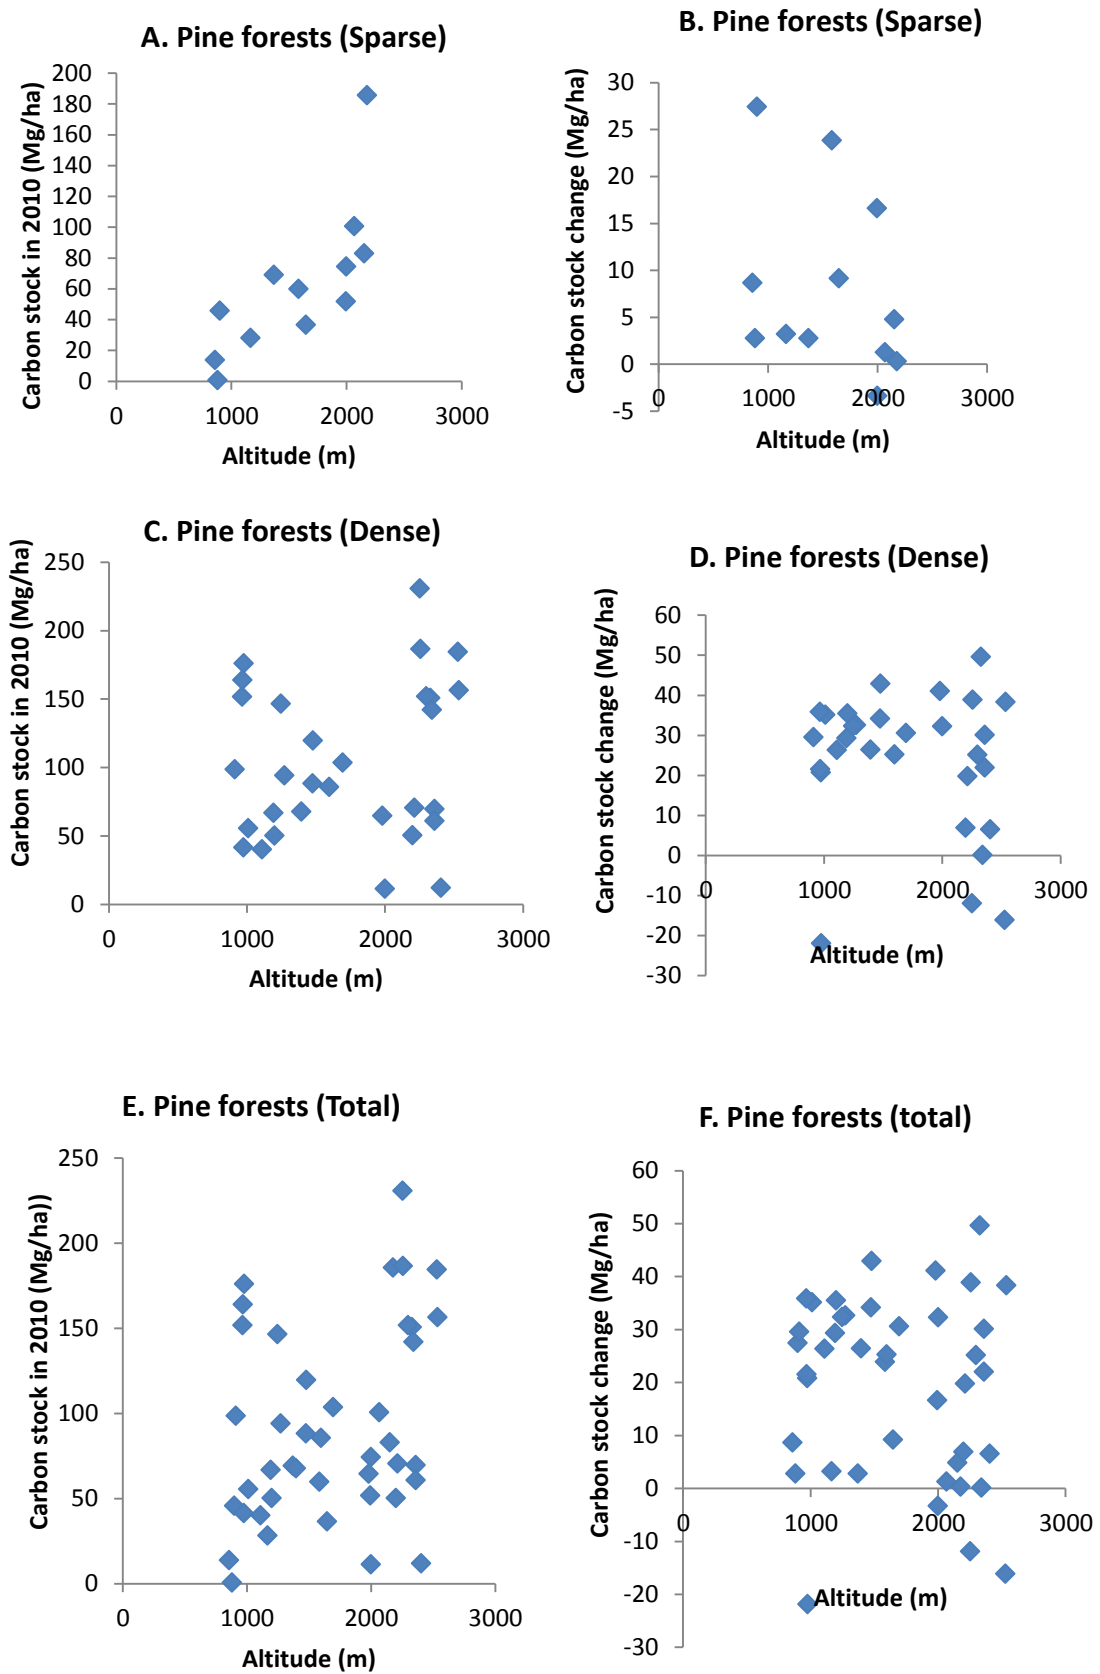 A. Pine forests (Sparse)
Carbon stock in 2010 (Mg/ha)
200
180
160
140
120
100
80
60
40
20
0
0 1000 2000 3000
Altitude (m)
B. Pine forests (Sparse)
Carbon stock change (Mg/ha)
30
25
20
15
10
5
0
-5
0 1000 2000 3000
Altitude (m)
C. Pine forests (Dense)
Carbon stock in 2010 (Mg/ha)
250
200
150
100
50
0
0 1000 2000 3000
Altitude (m)
D. Pine forests (Dense)
Carbon stock change (Mg/ha)
60
50
40
30
20
10
0
-10
-20
-30
0 1000 2000 3000
Altitude (m)
E. Pine forests (Total)
Carbon stock in 2010 (Mg/ha))
250
200
150
100
50
0
0 1000 2000 3000
Altitude (m)
F. Pine forests (total)
Carbon stock change (Mg/ha)
60
50
40
30
20
10
0
-10
-20
-30
0 1000 2000 3000
Altitude (m)